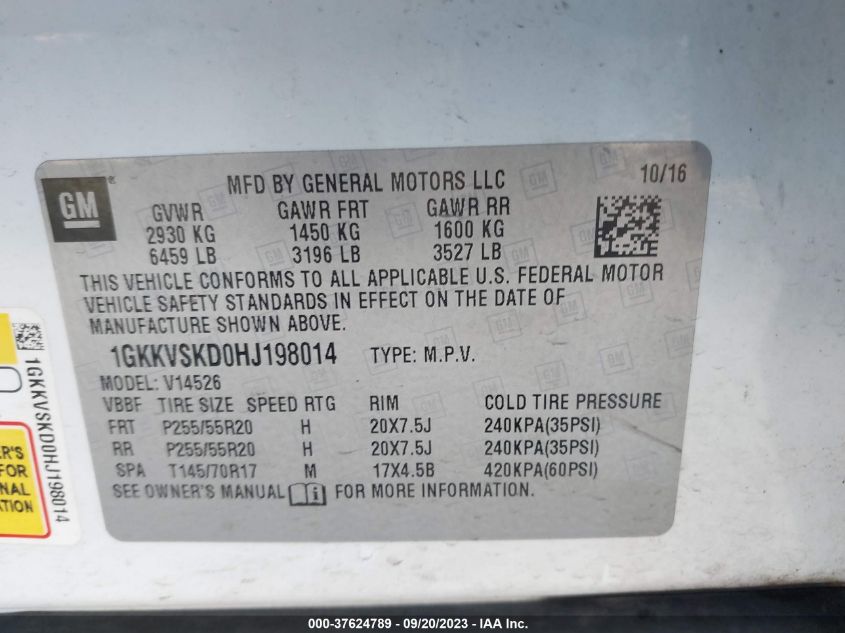 GM
MFD BY GENERAL MOTORS LLC
10/16
GVWR GAWR FRT GAWR RR
2930 KG 1450 KG 1600 KG
6459 LB 3196 LB 3527 LB
THIS VEHICLE CONFORMS TO ALL APPLICABLE U.S. FEDERAL MOTOR
VEHICLE SAFETY STANDARDS IN EFFECT ON THE DATE OF
MANUFACTURE SHOWN ABOVE.
1GKKVSKD0HJ198014 TYPE: M.P.V.
MODEL: V14526
VBBF TIRE SIZE SPEED RTG RIM COLD TIRE PRESSURE
FRT P255/55R20 H 20X7.5J 240KPA(35PSI)
RR P255/55R20 H 20X7.5J 240KPA(35PSI)
SPA T145/70R17 M 17X4.5B 420KPA(60PSI)
SEE OWNER'S MANUAL FOR MORE INFORMATION.
1GKKVSKD0HJ198014
ER'S
FOR
NAL
TION
000-37624789 - 09/20/2023 - IAA Inc.